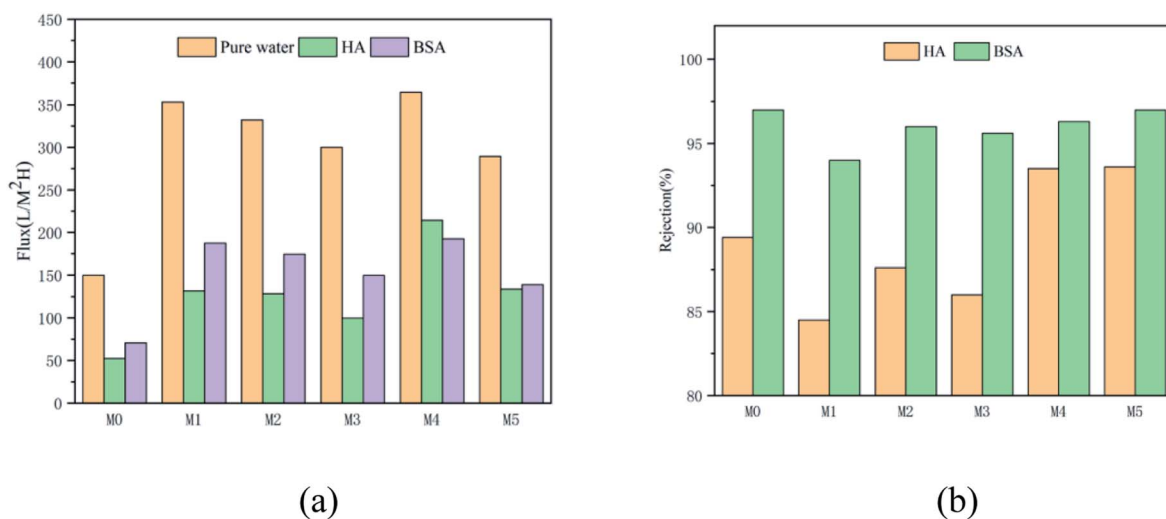 450
400
350
300
250
200
150
100
50
0
Flux(L/M²H)
Pure water HA BSA
M0 M1 M2 M3 M4 M5
(a)
100
95
90
85
80
Rejection(%)
HA BSA
M0 M1 M2 M3 M4 M5
(b)